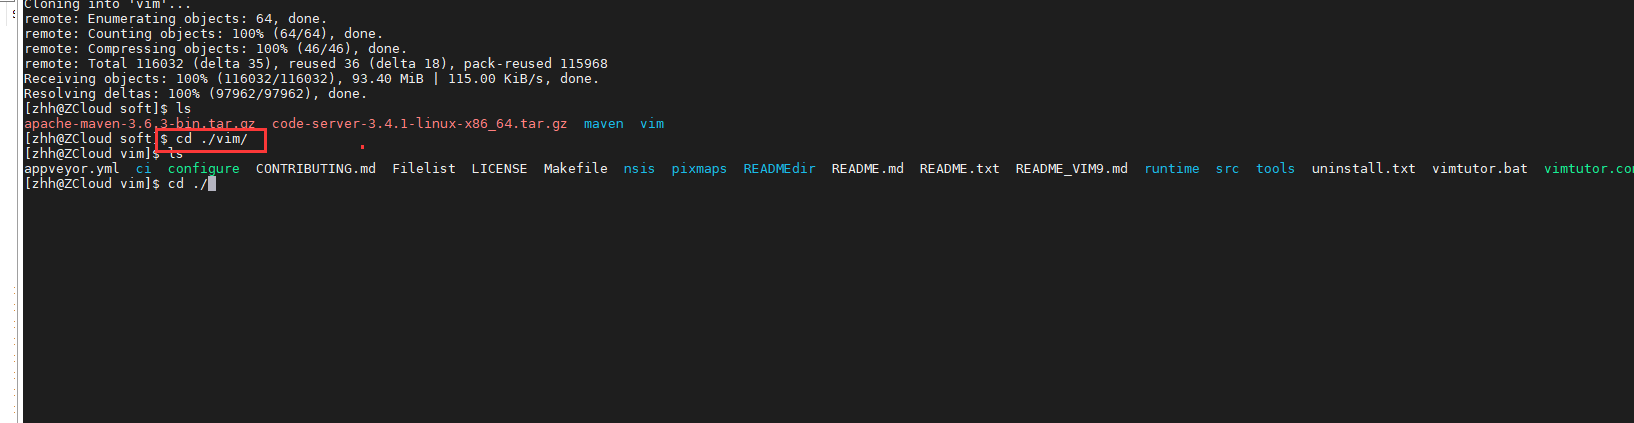 Cloning into 'vim'...
remote: Enumerating objects: 64, done.
remote: Counting objects: 100% (64/64), done.
remote: Compressing objects: 100% (46/46), done.
remote: Total 116032 (delta 35), reused 36 (delta 18), pack-reused 115968
Receiving objects: 100% (116032/116032), 93.40 MiB | 115.00 KiB/s, done.
Resolving deltas: 100% (97962/97962), done.
[zhh@ZCloud soft]$ ls
apache-maven-3.6.3-bin.tar.gz  code-server-3.4.1-linux-x86_64.tar.gz  maven  vim
[zhh@ZCloud soft]$ cd ./vim/
[zhh@ZCloud vim]$ ls
appveyor.yml  ci  configure  CONTRIBUTING.md  Filelist  LICENSE  Makefile  nsis  pixmaps  READMEdir  README.md  README.txt  README_VIM9.md  runtime  src  tools  uninstall.txt  vimtutor.bat  vimtutor.co
[zhh@ZCloud vim]$ cd ./